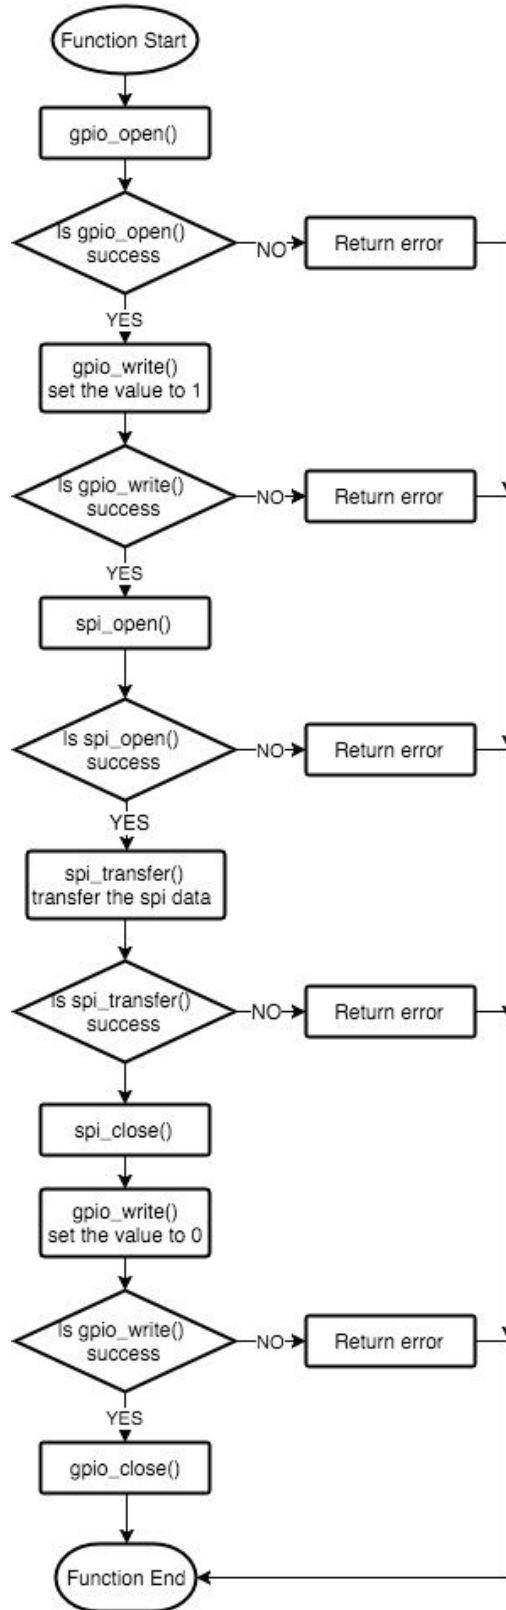 Function Start
gpio_open()
Is gpio_open()
success
NO
Return error
YES
gpio_write()
set the value to 1
Is gpio_write()
success
NO
Return error
YES
spi_open()
Is spi_open()
success
NO
Return error
YES
spi_transfer()
transfer the spi data
Is spi_transfer()
success
NO
Return error
spi_close()
gpio_write()
set the value to 0
Is gpio_write()
success
NO
Return error
YES
gpio_close()
Function End